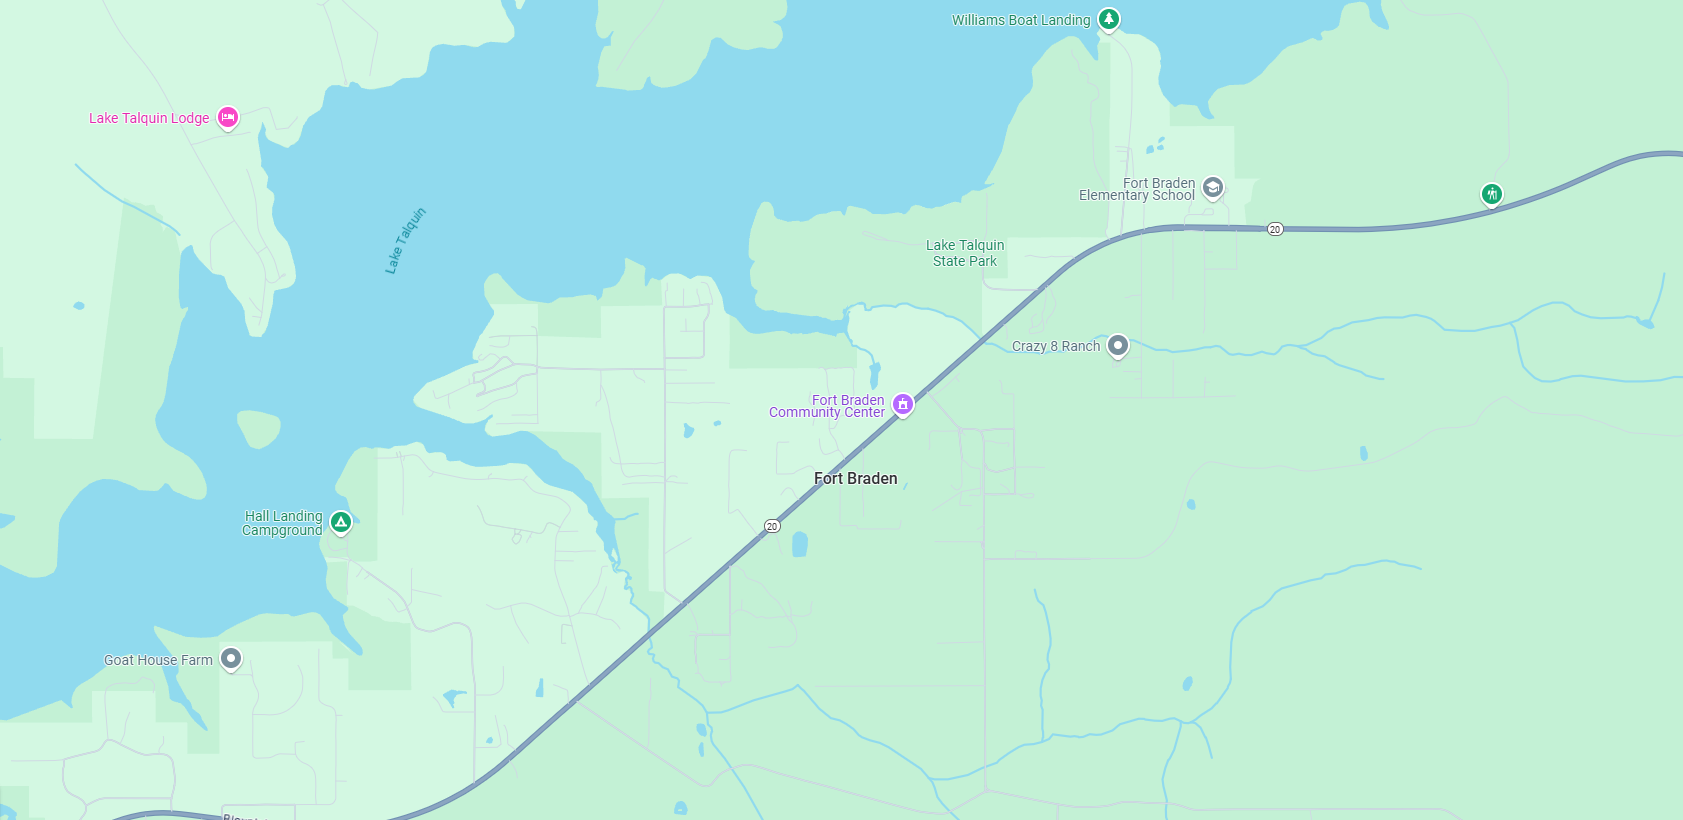 Williams Boat Landing
Lake Talquin Lodge
Fort Braden
Elementary School
Lake Talquin
20
Lake Talquin
State Park
Crazy 8 Ranch
Fort Braden
Community Center
Fort Braden
Hall Landing
Campground
20
Goat House Farm